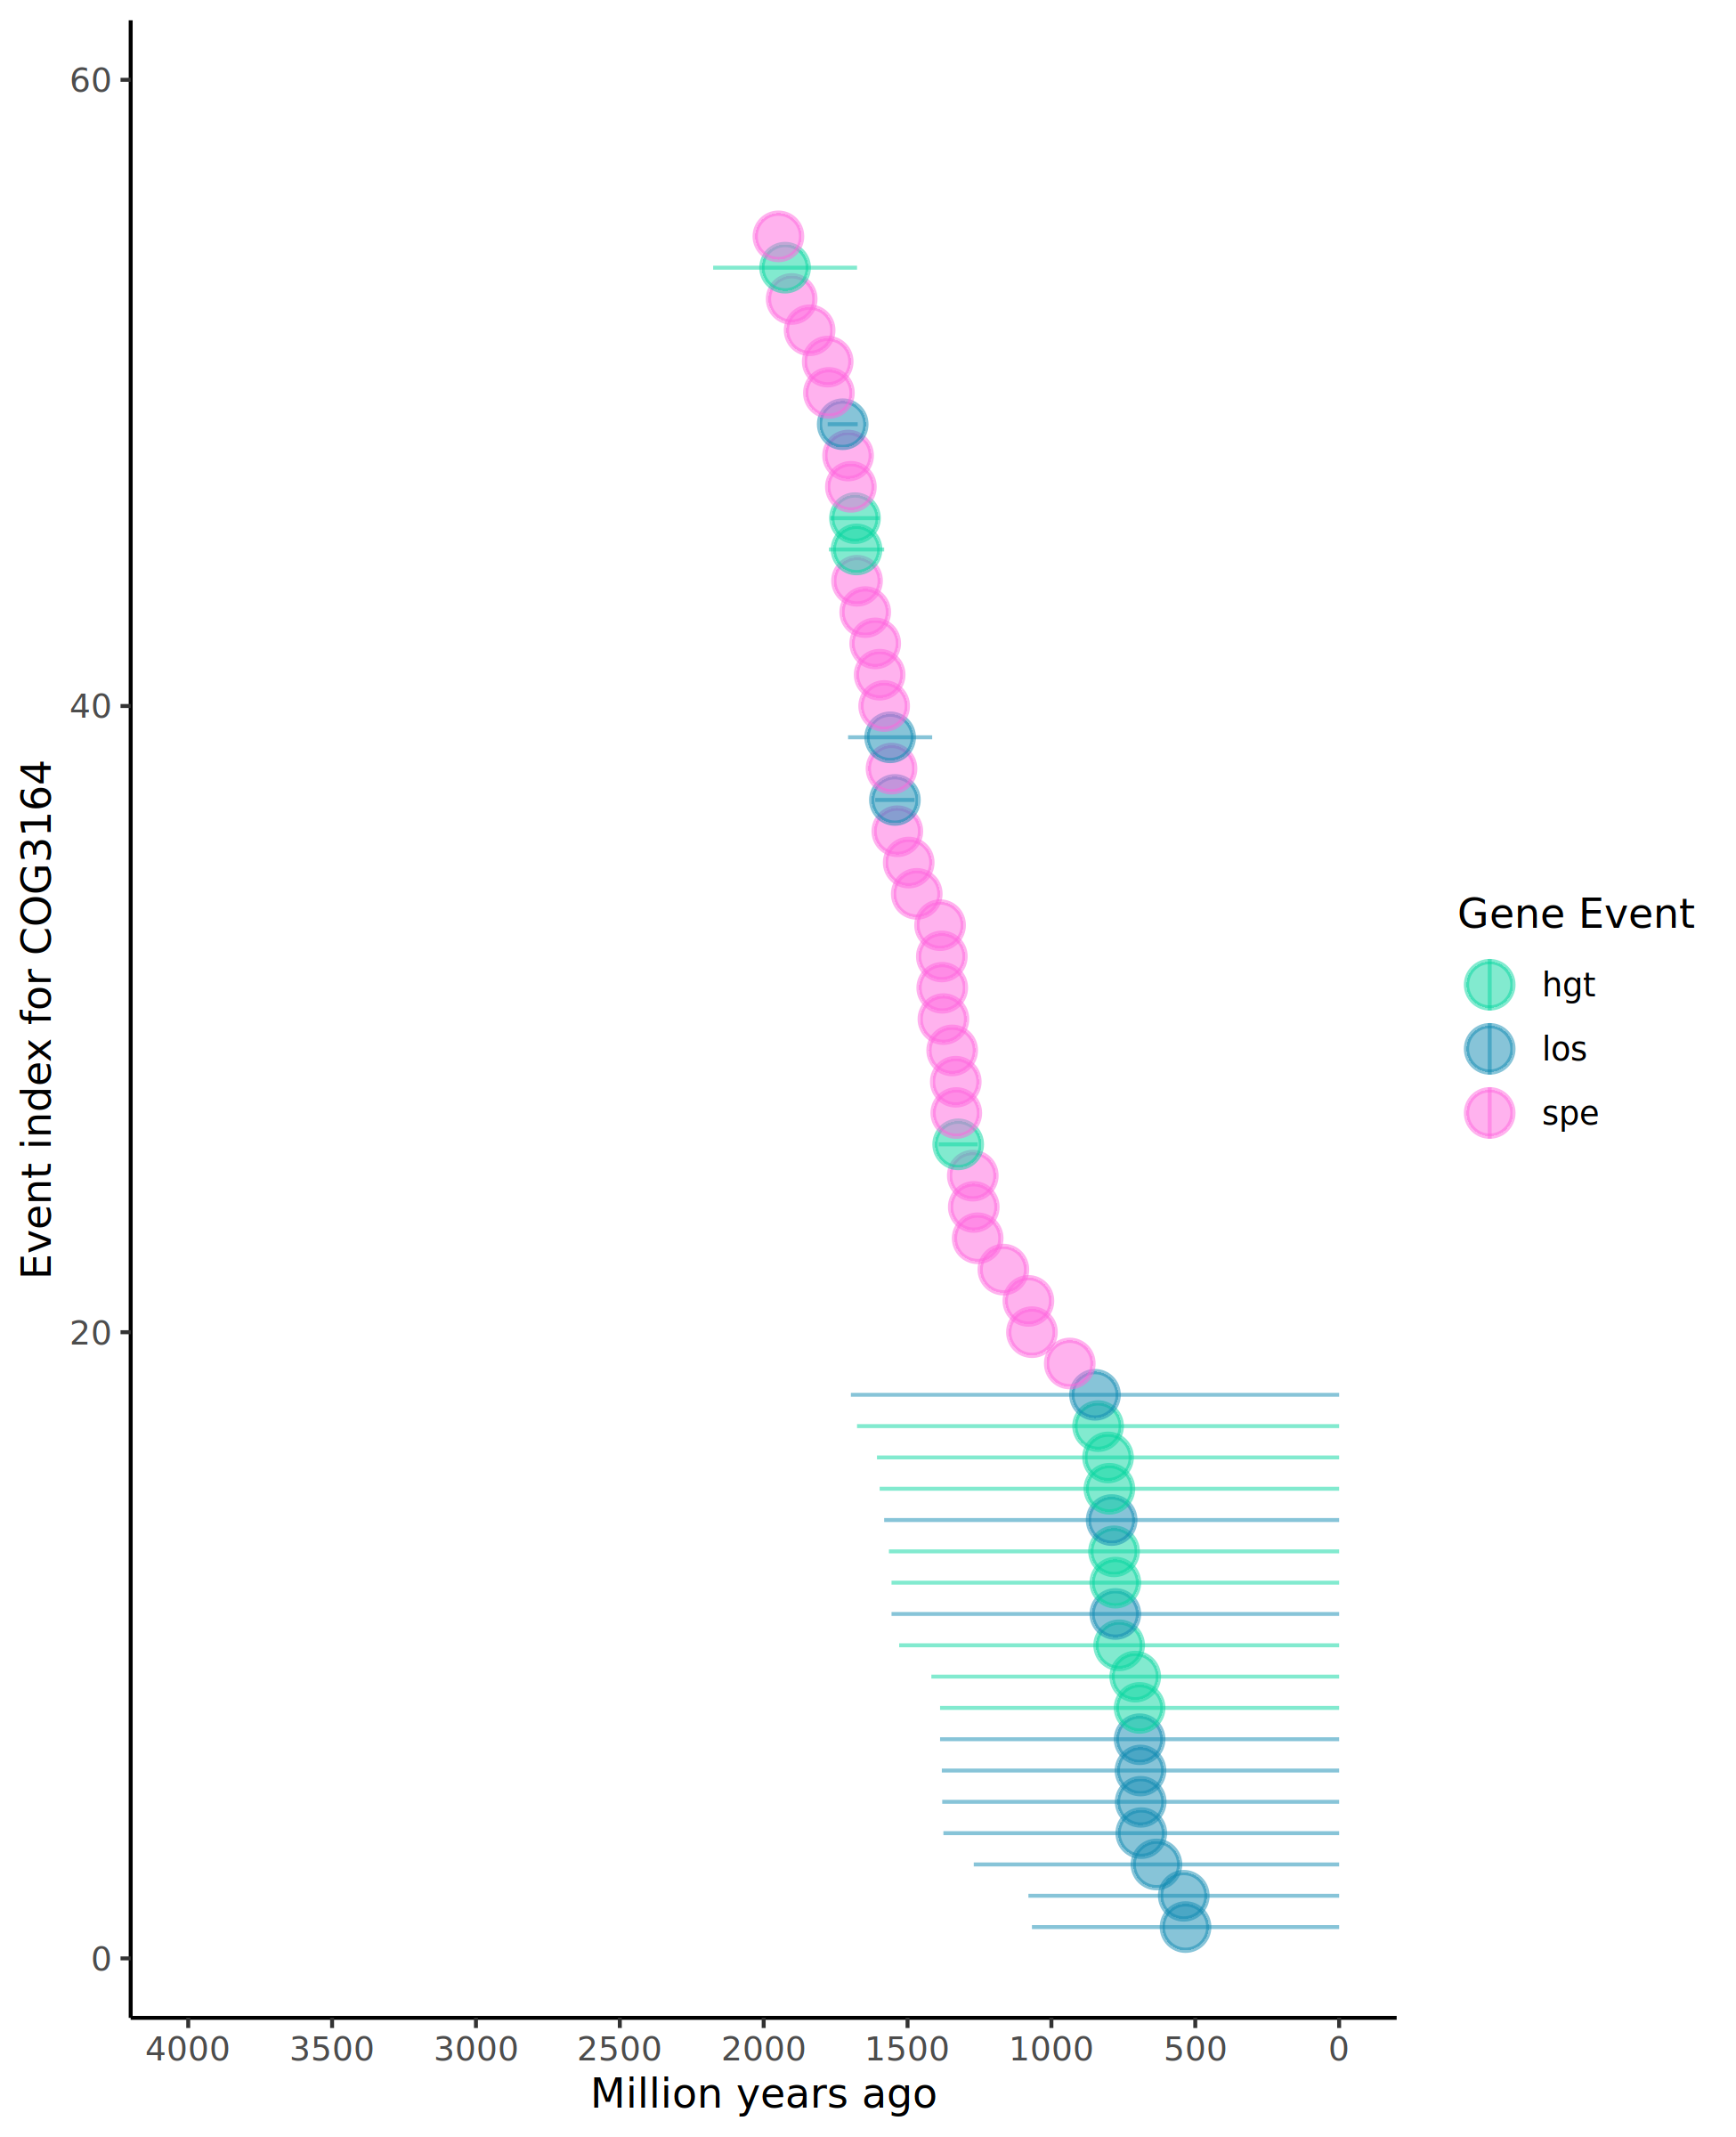 60
40
20
0
Event index for COG3164
4000 3500 3000 2500 2000 1500 1000 500 0
Million years ago
Gene Event
hgt
los
spe